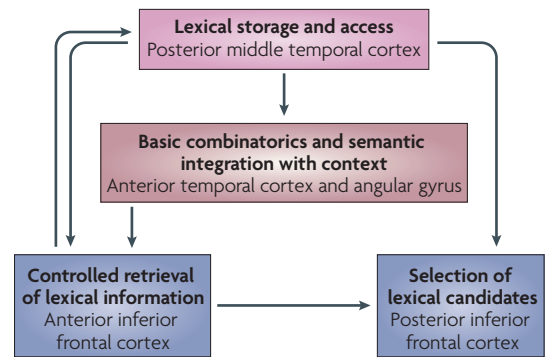 Lexical storage and access
Posterior middle temporal cortex
Basic combinatorics and semantic
integration with context
Anterior temporal cortex and angular gyrus
Controlled retrieval
of lexical information
Anterior inferior
frontal cortex
Selection of
lexical candidates
Posterior inferior
frontal cortex